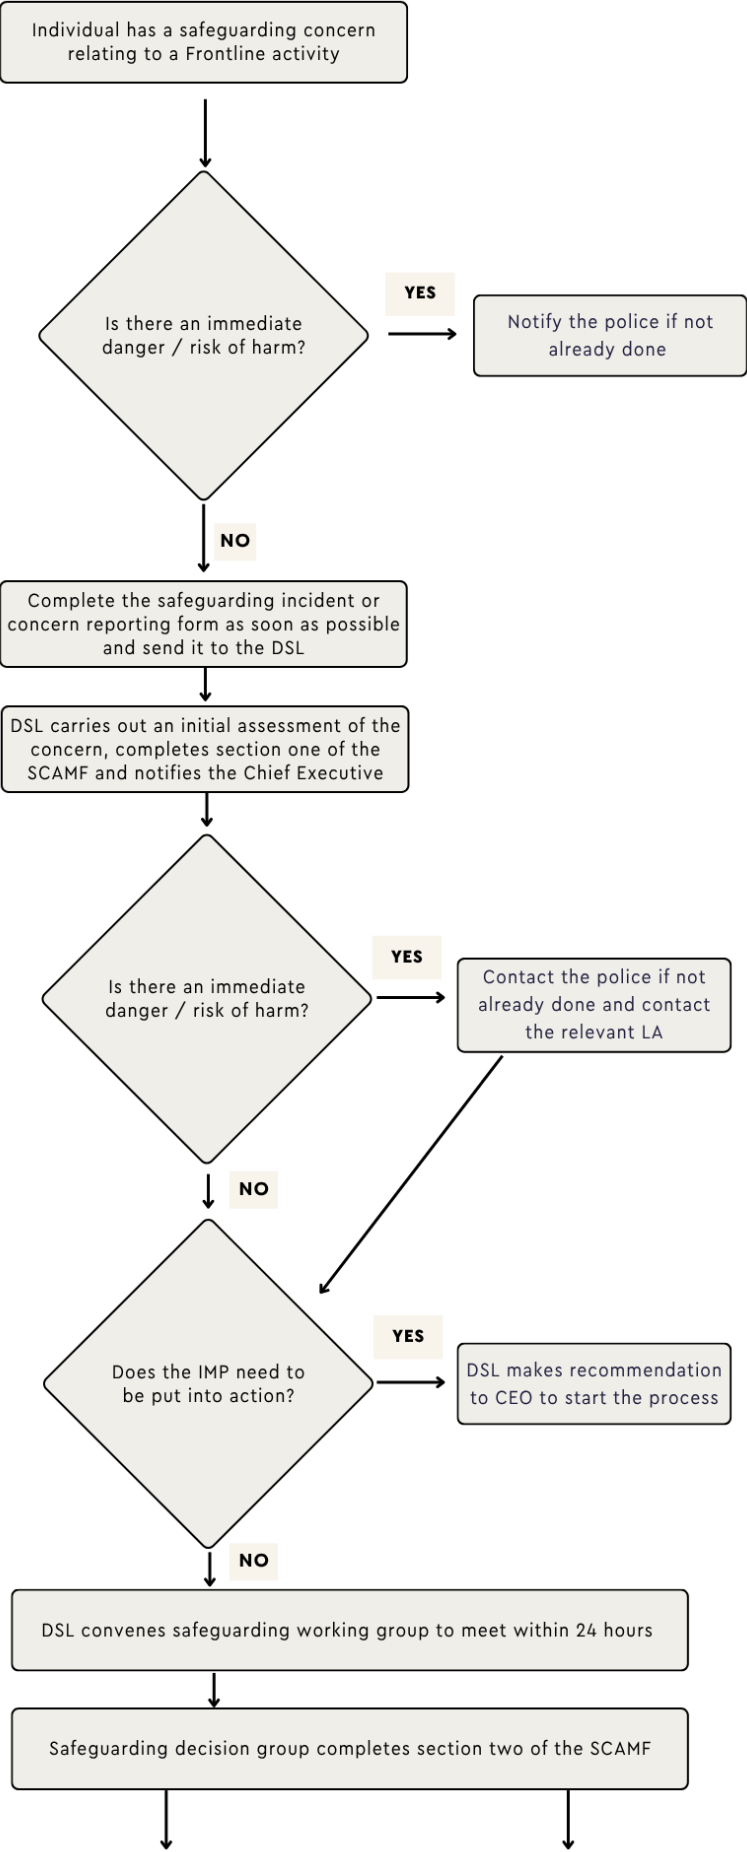 Individual has a safeguarding concern
relating to a Frontline activity
Is there an immediate
danger / risk of harm?
YES
Notify the police if not
already done
NO
Complete the safeguarding incident or
concern reporting form as soon as possible
and send it to the DSL
DSL carries out an initial assessment of the
concern, completes section one of the
SCAMF and notifies the Chief Executive
Is there an immediate
danger / risk of harm?
YES
Contact the police if not
already done and contact
the relevant LA
NO
Does the IMP need to
be put into action?
YES
DSL makes recommendation
to CEO to start the process
NO
DSL convenes safeguarding working group to meet within 24 hours
Safeguarding decision group completes section two of the SCAMF